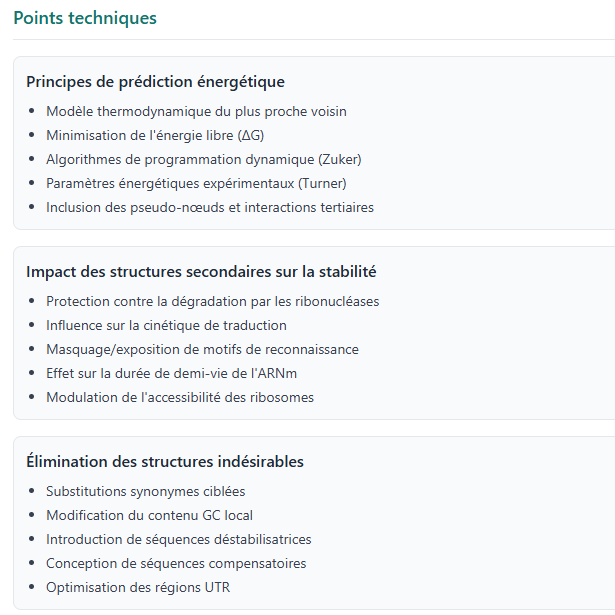 Points techniques
Principes de prédiction énergétique
Modèle thermodynamique du plus proche voisin
Minimisation de l'énergie libre (ΔG)
Algorithmes de programmation dynamique (Zuker)
Paramètres énergétiques expérimentaux (Turner)
Inclusion des pseudo-nœuds et interactions tertiaires
Impact des structures secondaires sur la stabilité
Protection contre la dégradation par les ribonucléases
Influence sur la cinétique de traduction
Masquage/exposition de motifs de reconnaissance
Effet sur la durée de demi-vie de l'ARNm
Modulation de l'accessibilité des ribosomes
Élimination des structures indésirables
Substitutions synonymes ciblées
Modification du contenu GC local
Introduction de séquences déstabilisatrices
Conception de séquences compensatoires
Optimisation des régions UTR